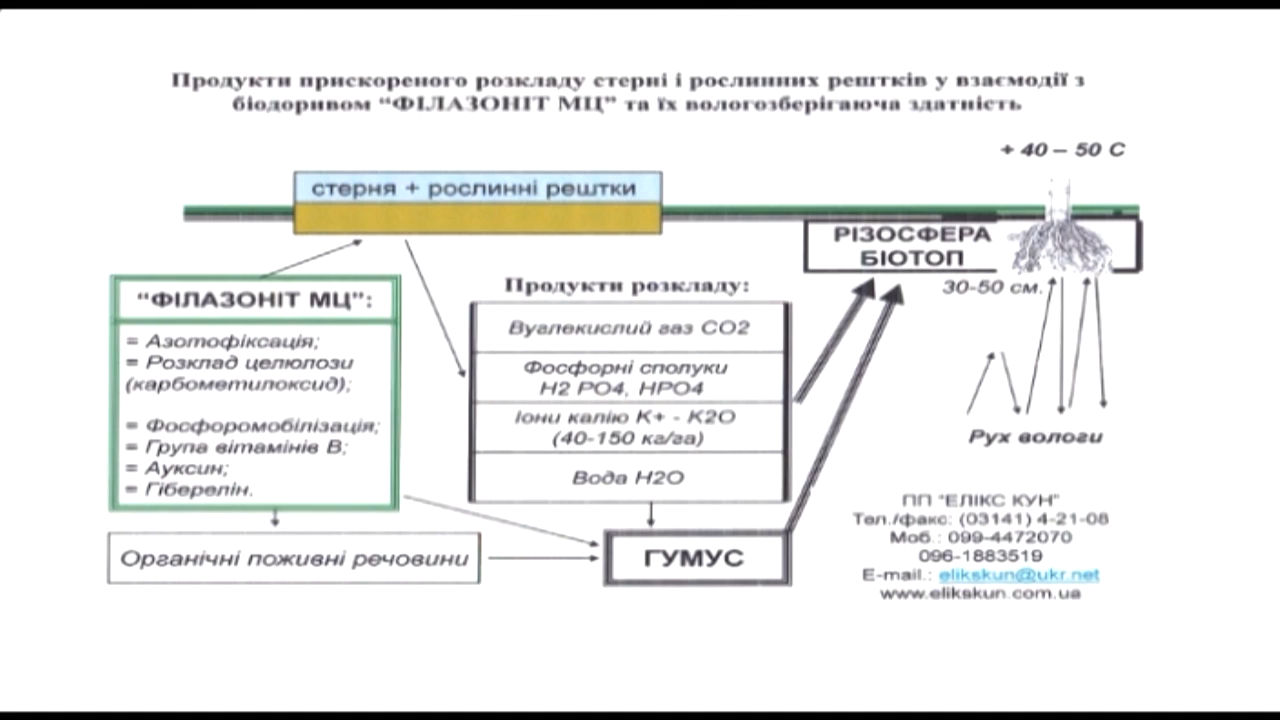 Продукти прискореного розкладу стерні і рослинних рештків у взаємодії з
біодоривом “ФІЛАЗОНІТ МЦ” та їх вологозберігаюча здатність
+ 40 – 50 С
стерня + рослинні рештки
РІЗОСФЕРА
БІОТОП
30-50 см.
“ФІЛАЗОНІТ МЦ”:
= Азотофіксація;
= Розклад целюлози
(карбометилоксид);
= Фосфоромобілізація;
= Група вітамінів В;
= Ауксин;
= Гіберелін.
Продукти розкладу:
Вуглекислий газ СО2
Фосфорні сполуки
Н2 РО4, НРО4
Іони калію К+ - К2О
(40-150 кг/га)
Вода Н2О
Рух вологи
Органічні поживні речовини
ГУМУС
ПП “ЕЛІКС КУН”
Тел./факс: (03141) 4-21-08
Моб.: 099-4472070
096-1883519
E-mail.: elikskun@ukr.net
www.elikskun.com.ua